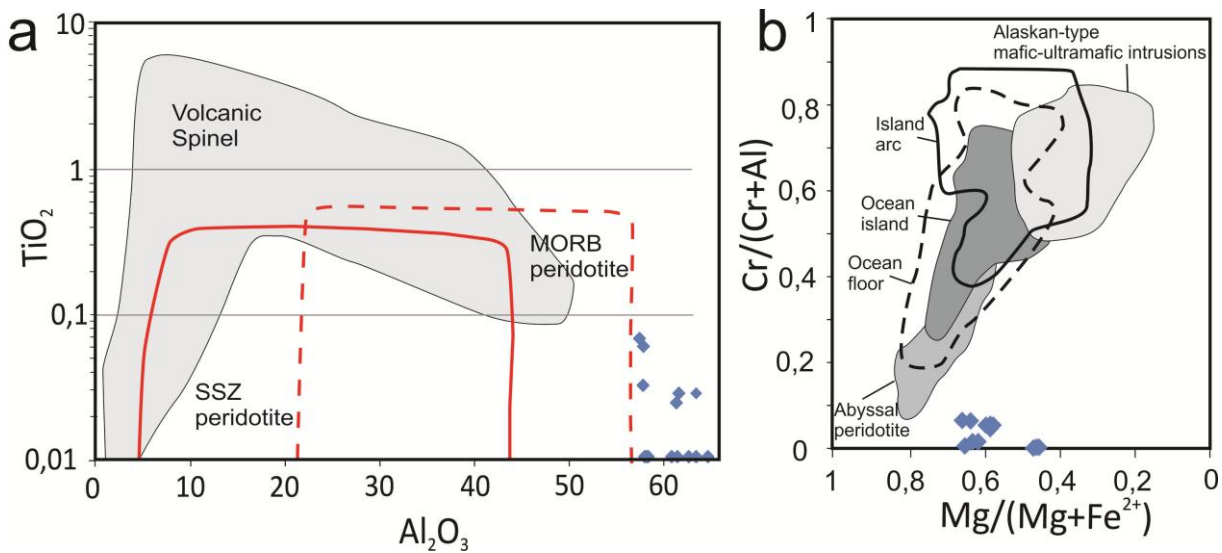 a
10
1
0,1
0,01
TiO2
Volcanic
Spinel
MORB
peridotite
SSZ
peridotite
0
10
20
30
40
50
60
Al2O3
b
1
0,8
0,6
0,4
0,2
0
Cr/(Cr+Al)
Alaskan-type
mafic-ultramafic intrusions
Island
arc
Ocean
island
Ocean
floor
Abyssal
peridotite
1
0,8
0,6
0,4
0,2
0
Mg/(Mg+Fe2+)